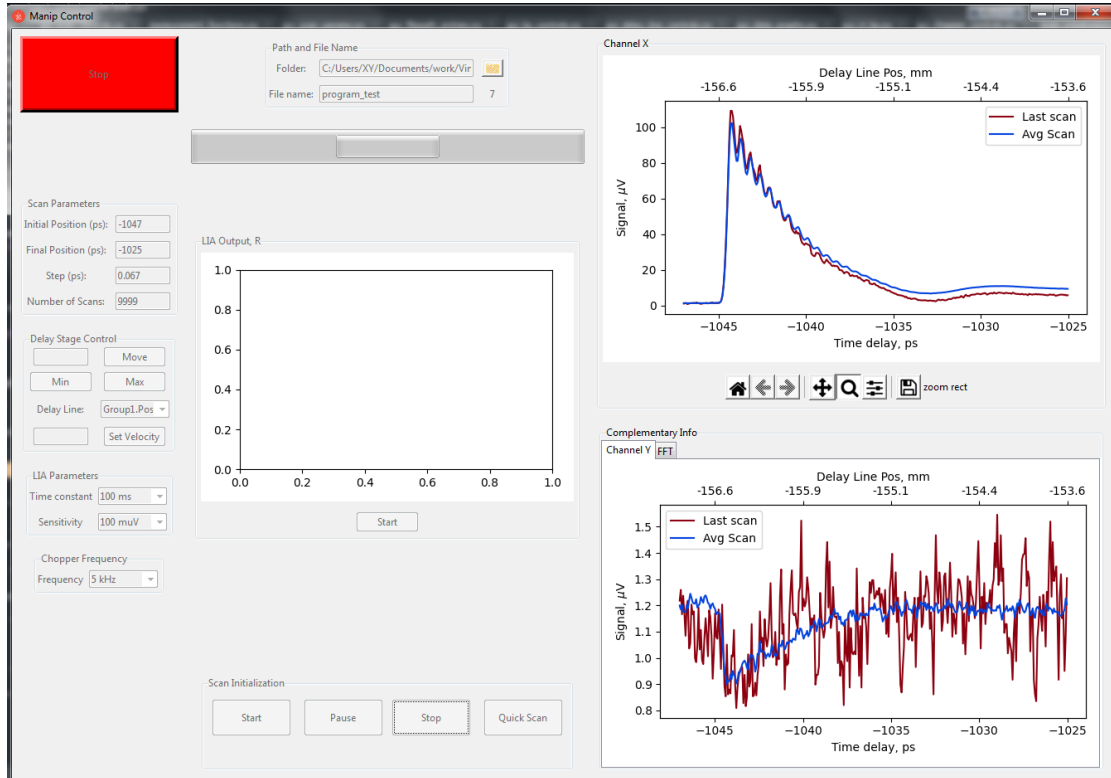 Manip Control
Stop
Path and File Name
Folder: C:/Users/XY/Documents/work/Vir
File name: program_test 7
Scan Parameters
Initial Position (ps): -1047
Final Position (ps): -1025
Step (ps): 0.067
Number of Scans: 9999
Delay Stage Control
Move
Min Max
Delay Line: Group1.Pos
Set Velocity
LIA Parameters
Time constant 100 ms
Sensitivity 100 muV
Chopper Frequency
Frequency 5 kHz
LIA Output, R
1.0
0.8
0.6
0.4
0.2
0.0
0.0 0.2 0.4 0.6 0.8 1.0
Start
Scan Initialization
Start Pause Stop Quick Scan
Channel X
Delay Line Pos, mm
-156.6 -155.9 -155.1 -154.4 -153.6
Last scan
Avg Scan
Signal, μV
100
80
60
40
20
0
−1045 −1040 −1035 −1030 −1025
Time delay, ps
zoom rect
Complementary Info
Channel Y FFT
Delay Line Pos, mm
-156.6 -155.9 -155.1 -154.4 -153.6
Last scan
Avg Scan
Signal, μV
1.5
1.4
1.3
1.2
1.1
1.0
0.9
0.8
−1045 −1040 −1035 −1030 −1025
Time delay, ps